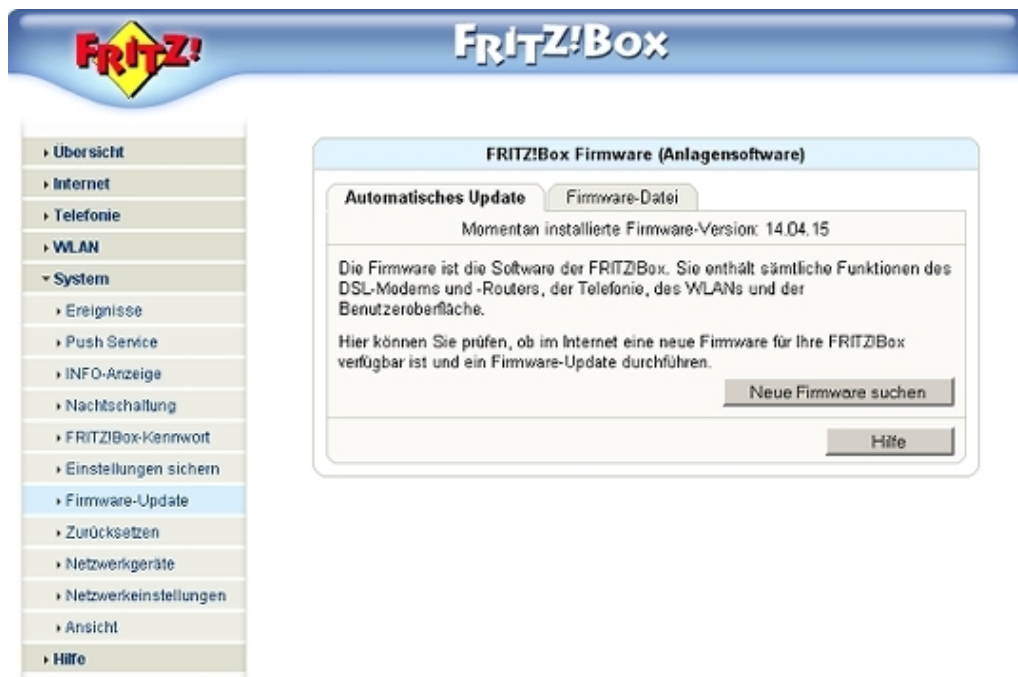 FRITZ!
FRITZ!Box
Übersicht
Internet
Telefonie
WLAN
System
Ereignisse
Push Service
INFO-Anzeige
Nachtschaltung
FRITZ!Box-Kennwort
Einstellungen sichern
Firmware-Update
Zurücksetzen
Netzwerkgeräte
Netzwerkeinstellungen
Ansicht
Hilfe
FRITZ!Box Firmware (Anlagensoftware)
Automatisches Update
Firmware-Datei
Momentan installierte Firmware-Version: 14.04.15
Die Firmware ist die Software der FRITZ!Box. Sie enthält sämtliche Funktionen des
DSL-Modems und -Routers, der Telefonie, des WLANs und der
Benutzeroberfläche.
Hier können Sie prüfen, ob im Internet eine neue Firmware für Ihre FRITZ!Box
verfügbar ist und ein Firmware-Update durchführen.
Neue Firmware suchen
Hilfe